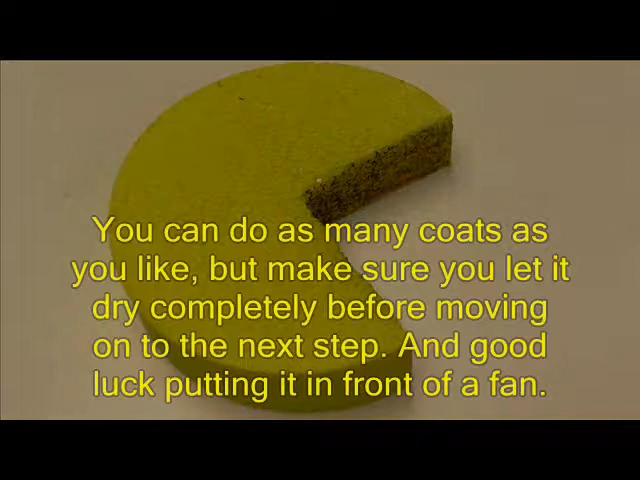 You can do as many coats as
you like, but make sure you let it
dry completely before moving
on to the next step. And good
luck putting it in front of a fan.